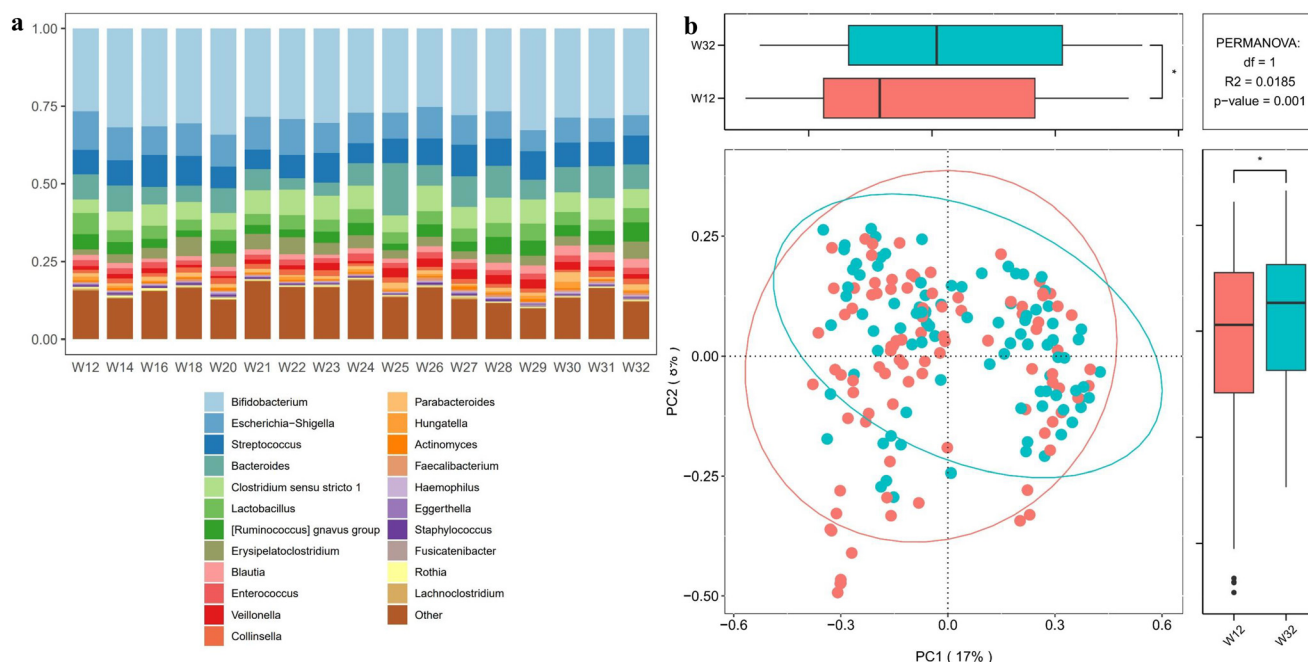 a
1.00
0.75
0.50
0.25
0.00
W12 W14 W16 W18 W20 W21 W22 W23 W24 W25 W26 W27 W28 W29 W30 W31 W32
Bifidobacterium
Escherichia−Shigella
Streptococcus
Bacteroides
Clostridium sensu stricto 1
Lactobacillus
[Ruminococcus] gnavus group
Erysipelatoclostridium
Blautia
Enterococcus
Veillonella
Collinsella
Parabacteroides
Hungatella
Actinomyces
Faecalibacterium
Haemophilus
Eggerthella
Staphylococcus
Fusicatenibacter
Rothia
Lachnoclostridium
Other
b
W32
W12
*
PERMANOVA:
df = 1
R2 = 0.0185
p−value = 0.001
PC2 ( 8% )
0.25
0.00
−0.25
−0.50
−0.6 −0.3 0.0 0.3 0.6
PC1 ( 17% )
*
W12 W32